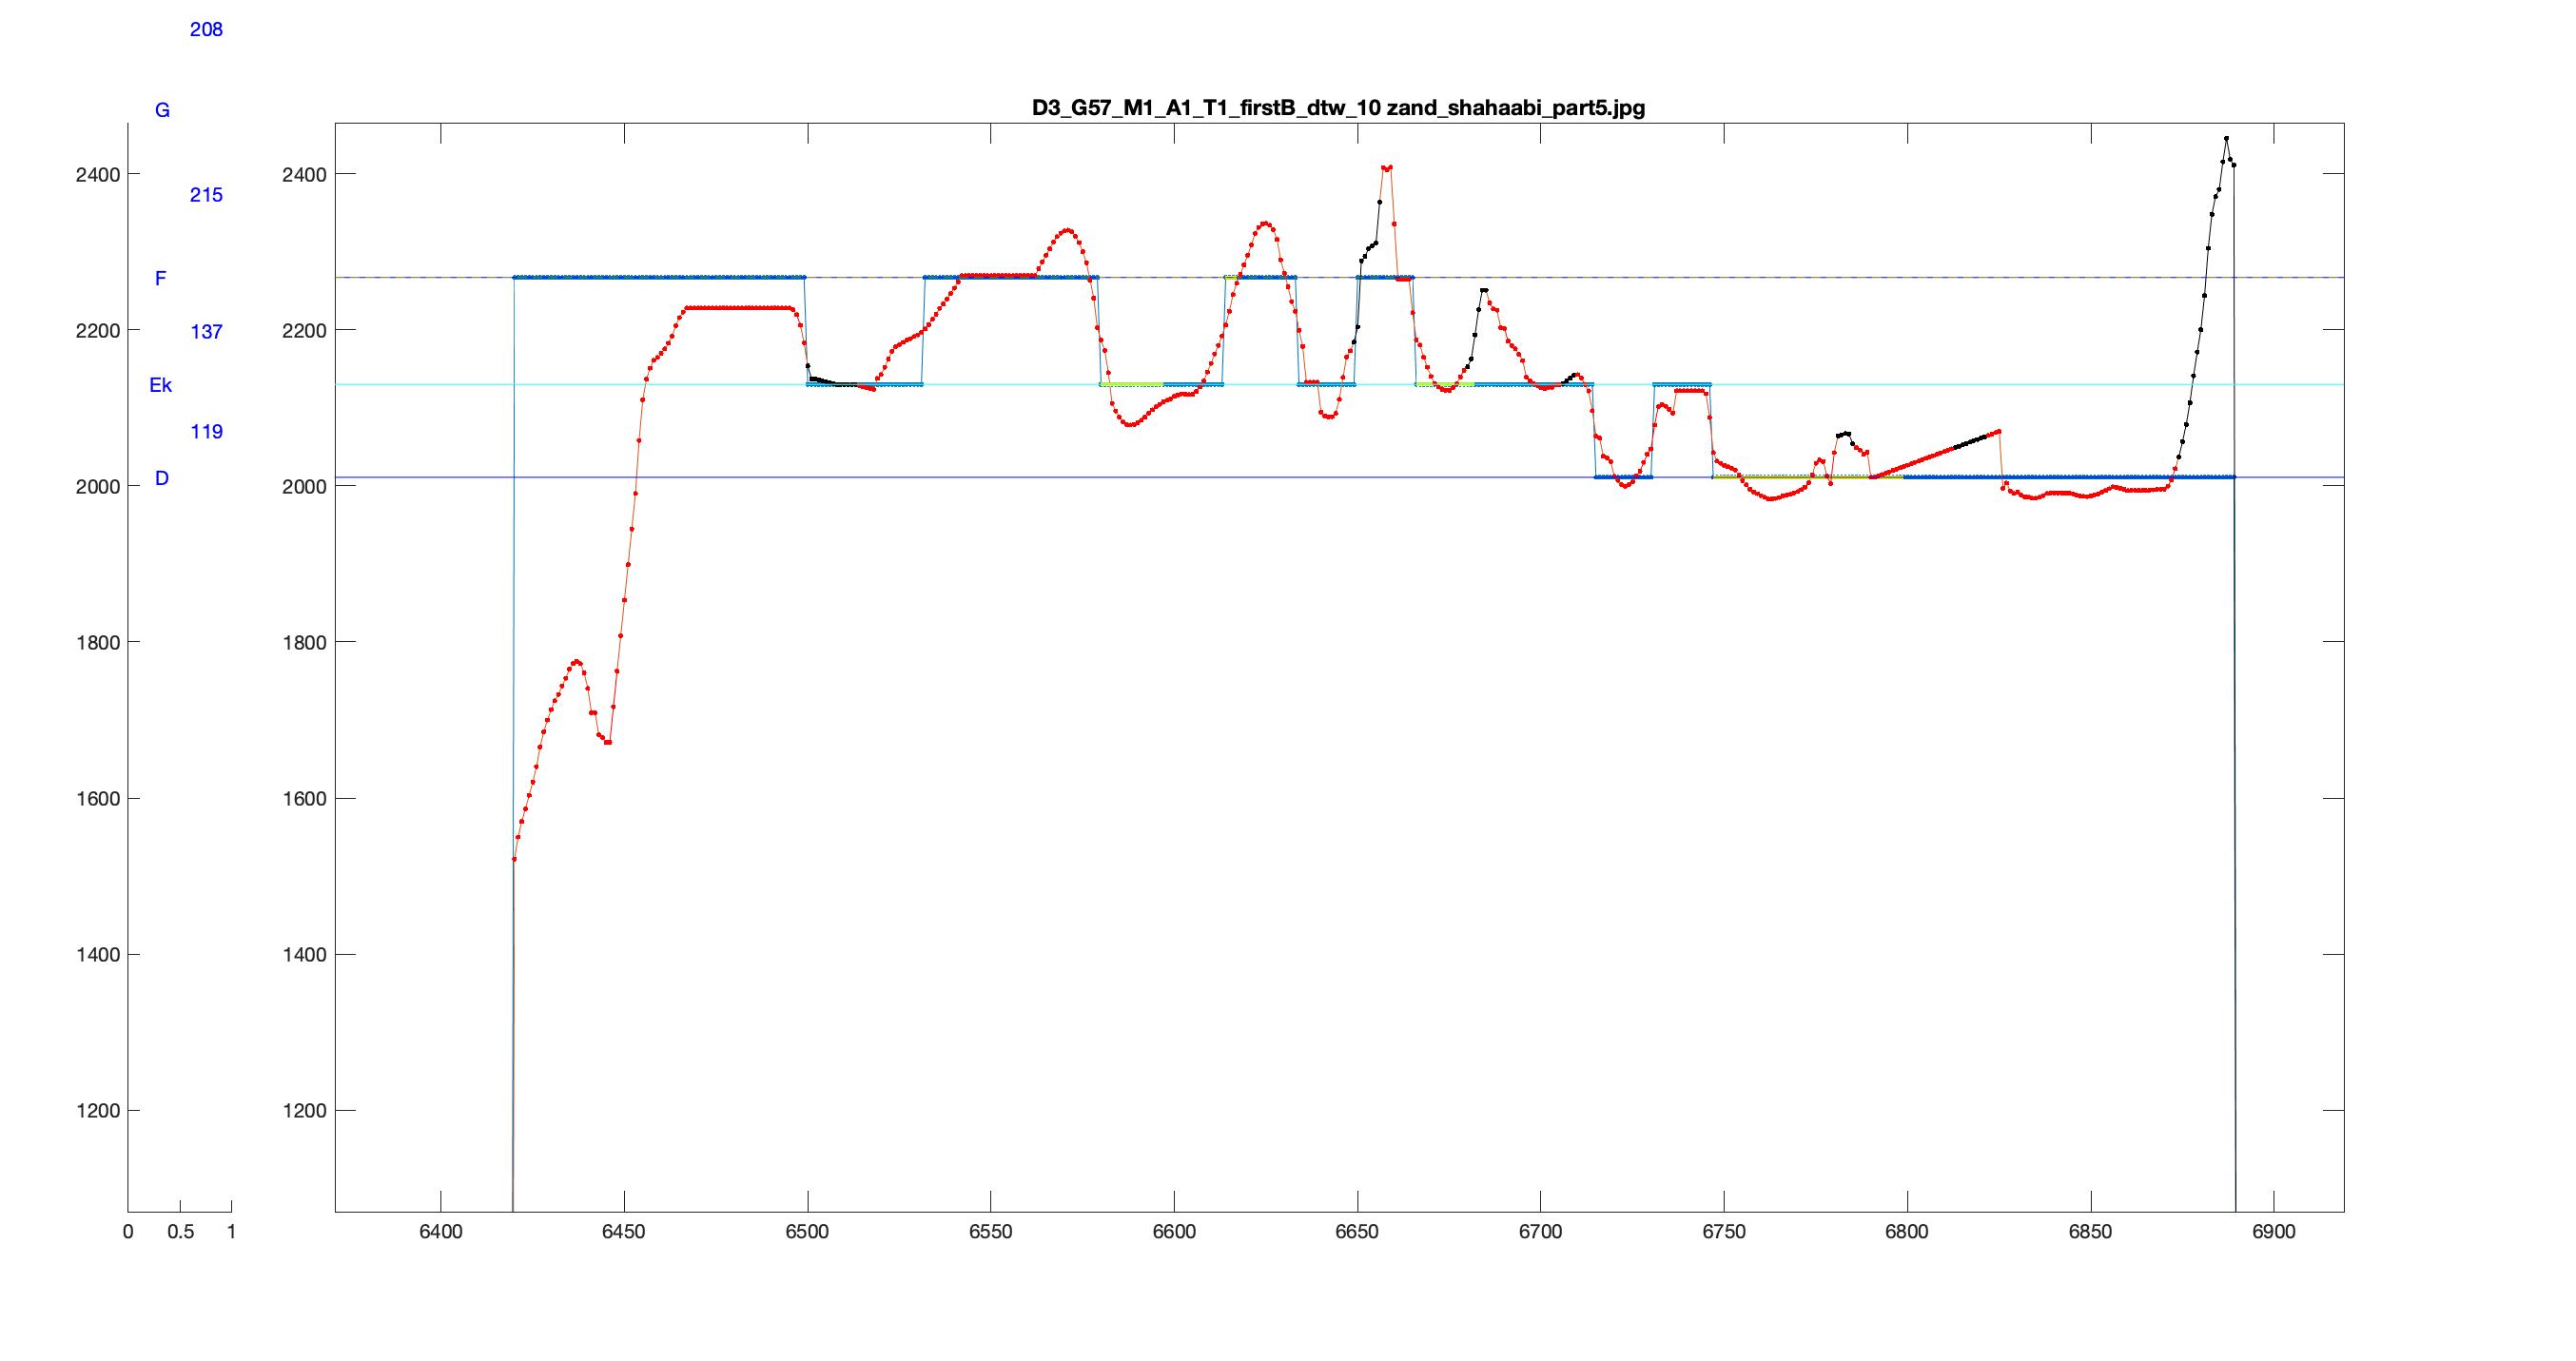 208
G
D3_G57_M1_A1_T1_firstB_dtw_10 zand_shahaabi_part5.jpg
2400 2400
215
F
2200 137 2200
Ek
119
2000 D 2000
1800 1800
1600 1600
1400 1400
1200 1200
0 0.5 1 6400 6450 6500 6550 6600 6650 6700 6750 6800 6850 6900